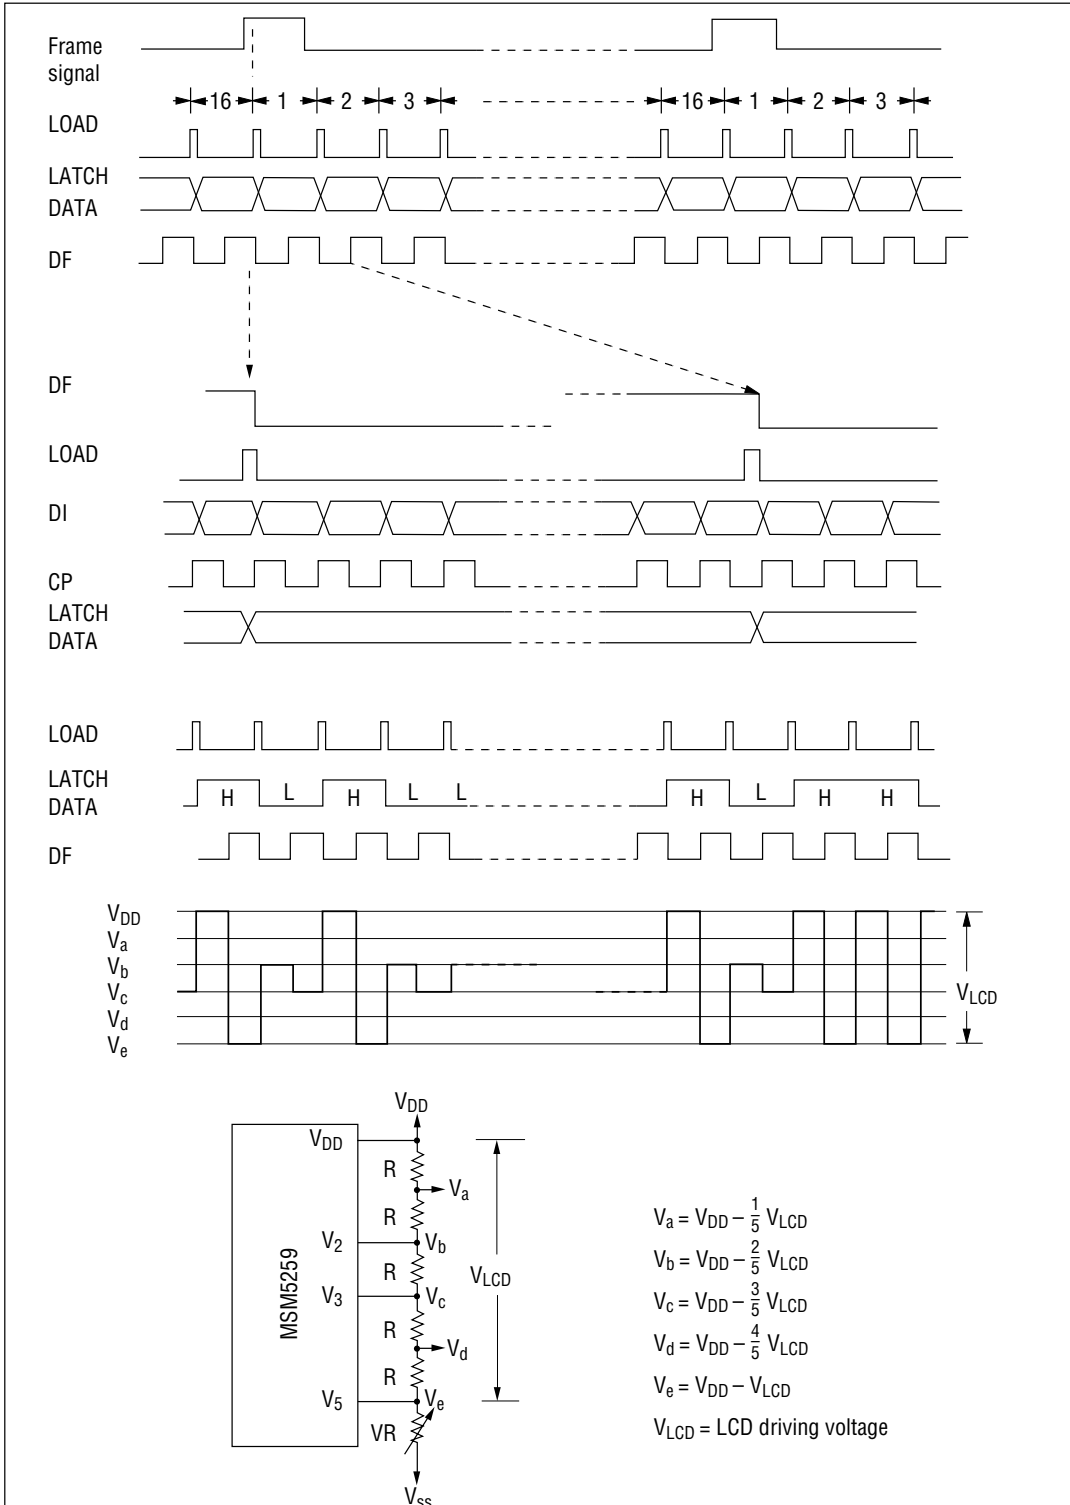 Frame
signal
16 1 2 3 16 1 2 3
LOAD
LATCH
DATA
DF
DF
LOAD
DI
CP
LATCH
DATA
LOAD
LATCH
DATA
H L H L L H L H H
DF
VDD
Va
Vb
Vc
Vd
Ve
VLCD
VDD
VDD
R
Va
R
V2
Vb
R
VLCD
V3
Vc
R
Vd
R
V5
Ve
VR
VSS
MSM5259
Va = VDD – 1/5 VLCD
Vb = VDD – 2/5 VLCD
Vc = VDD – 3/5 VLCD
Vd = VDD – 4/5 VLCD
Ve = VDD – VLCD
VLCD = LCD driving voltage